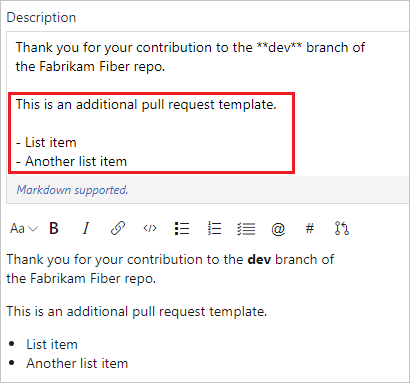 Description
Thank you for your contribution to the **dev** branch of
the Fabrikam Fiber repo.
This is an additional pull request template.
- List item
- Another list item
Markdown supported.
Aa B I </> @ #
Thank you for your contribution to the dev branch of
the Fabrikam Fiber repo.
This is an additional pull request template.
• List item
• Another list item